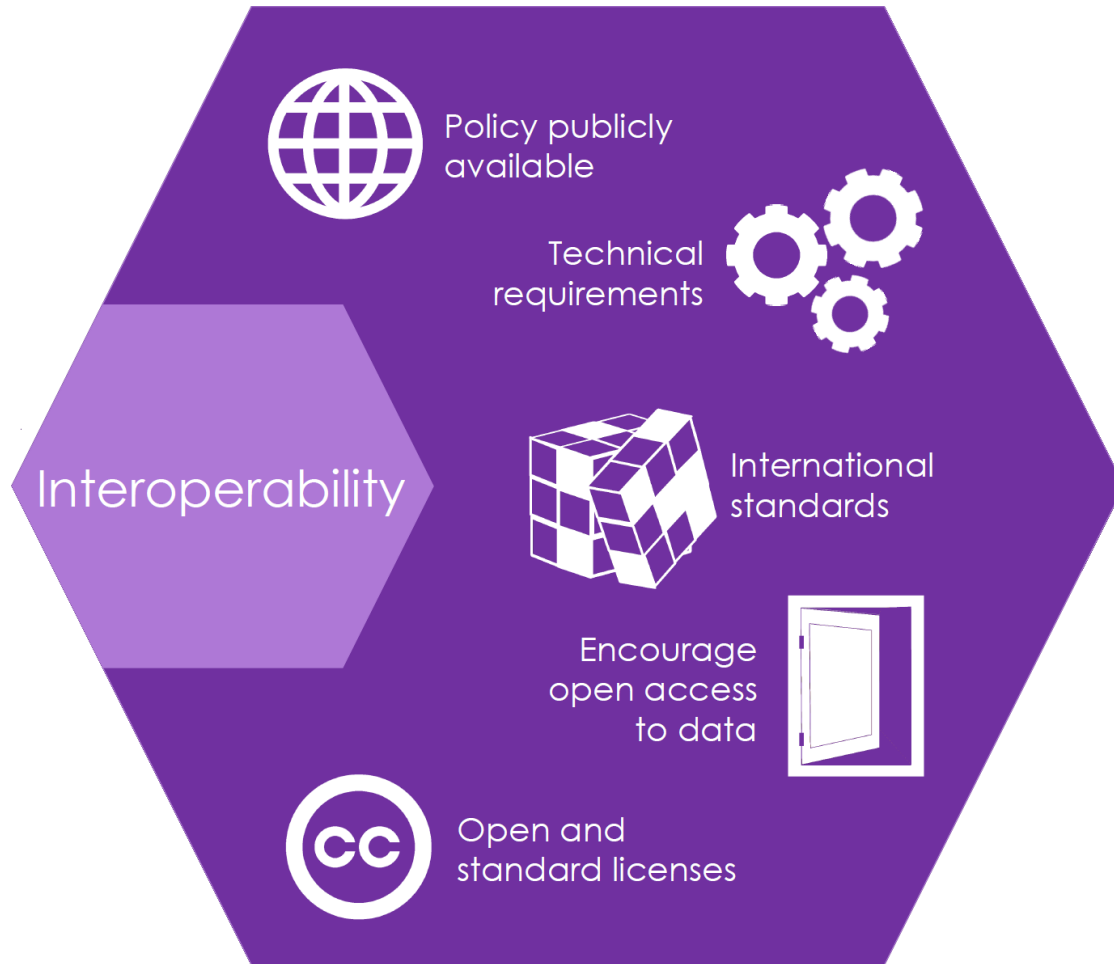 Policy publicly
available
Technical
requirements
Interoperability
International
standards
Encourage
open access
to data
cc
Open and
standard licenses